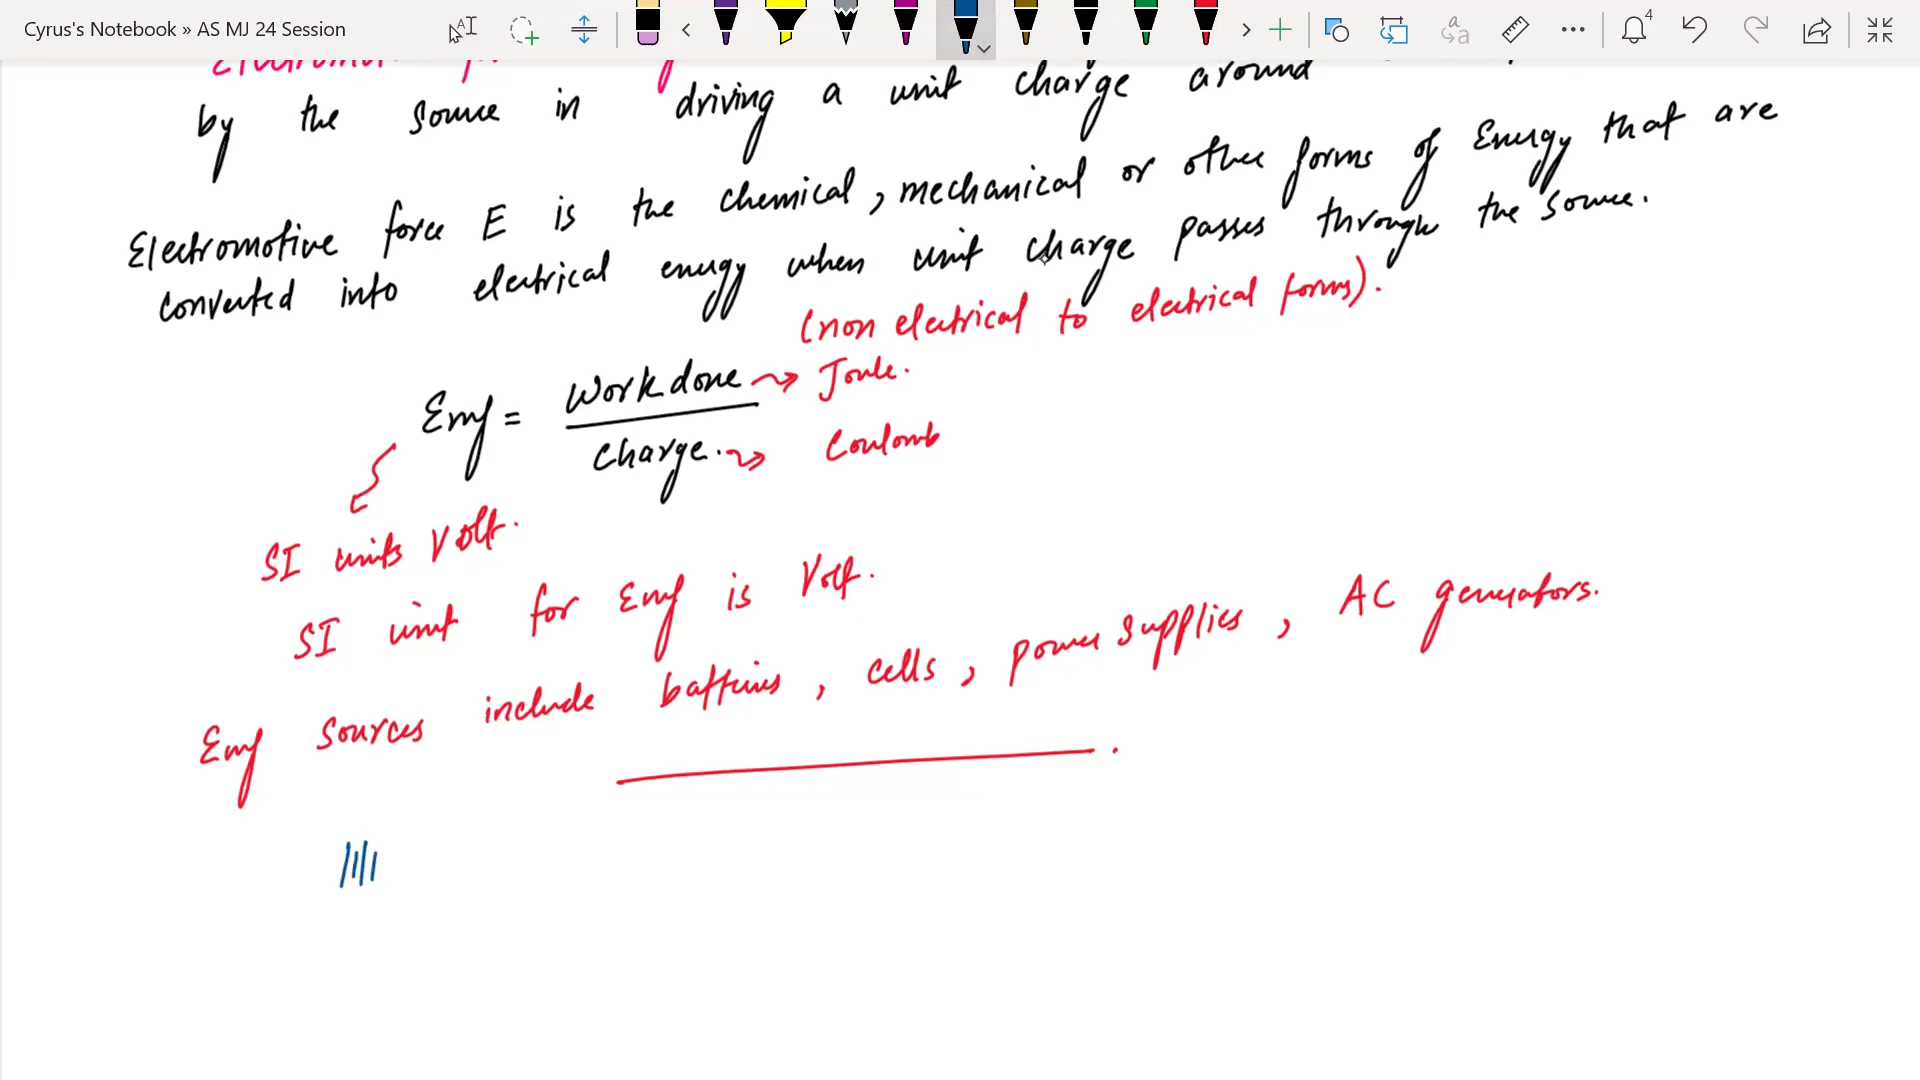 Cyrus's Notebook » AS MJ 24 Session
4
by the source in driving a unit charge around
Electromotive force E is the chemical, mechanical or other forms of Energy that are
converted into electrical energy when unit charge passes through the source.
(non electrical to electrical forms).
Emf = Work done → Joule.
charge. → Coulomb
SI units Volt.
SI unit for Emf is Volt.
Emf sources include batteries, cells, power supplies, AC generators.